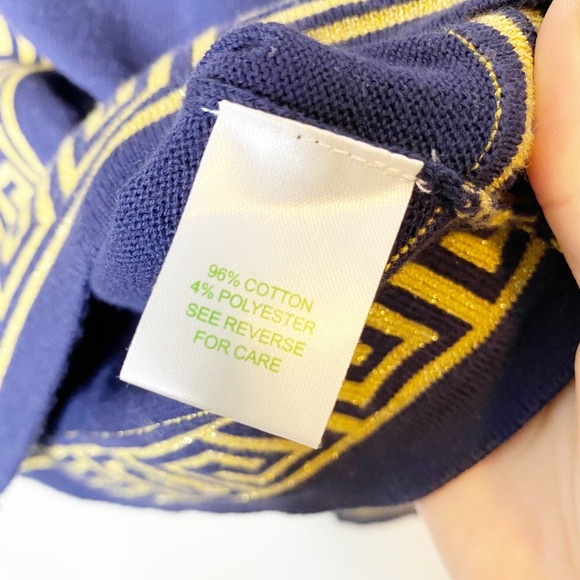 96% COTTON
4% POLYESTER
SEE REVERSE
FOR CARE